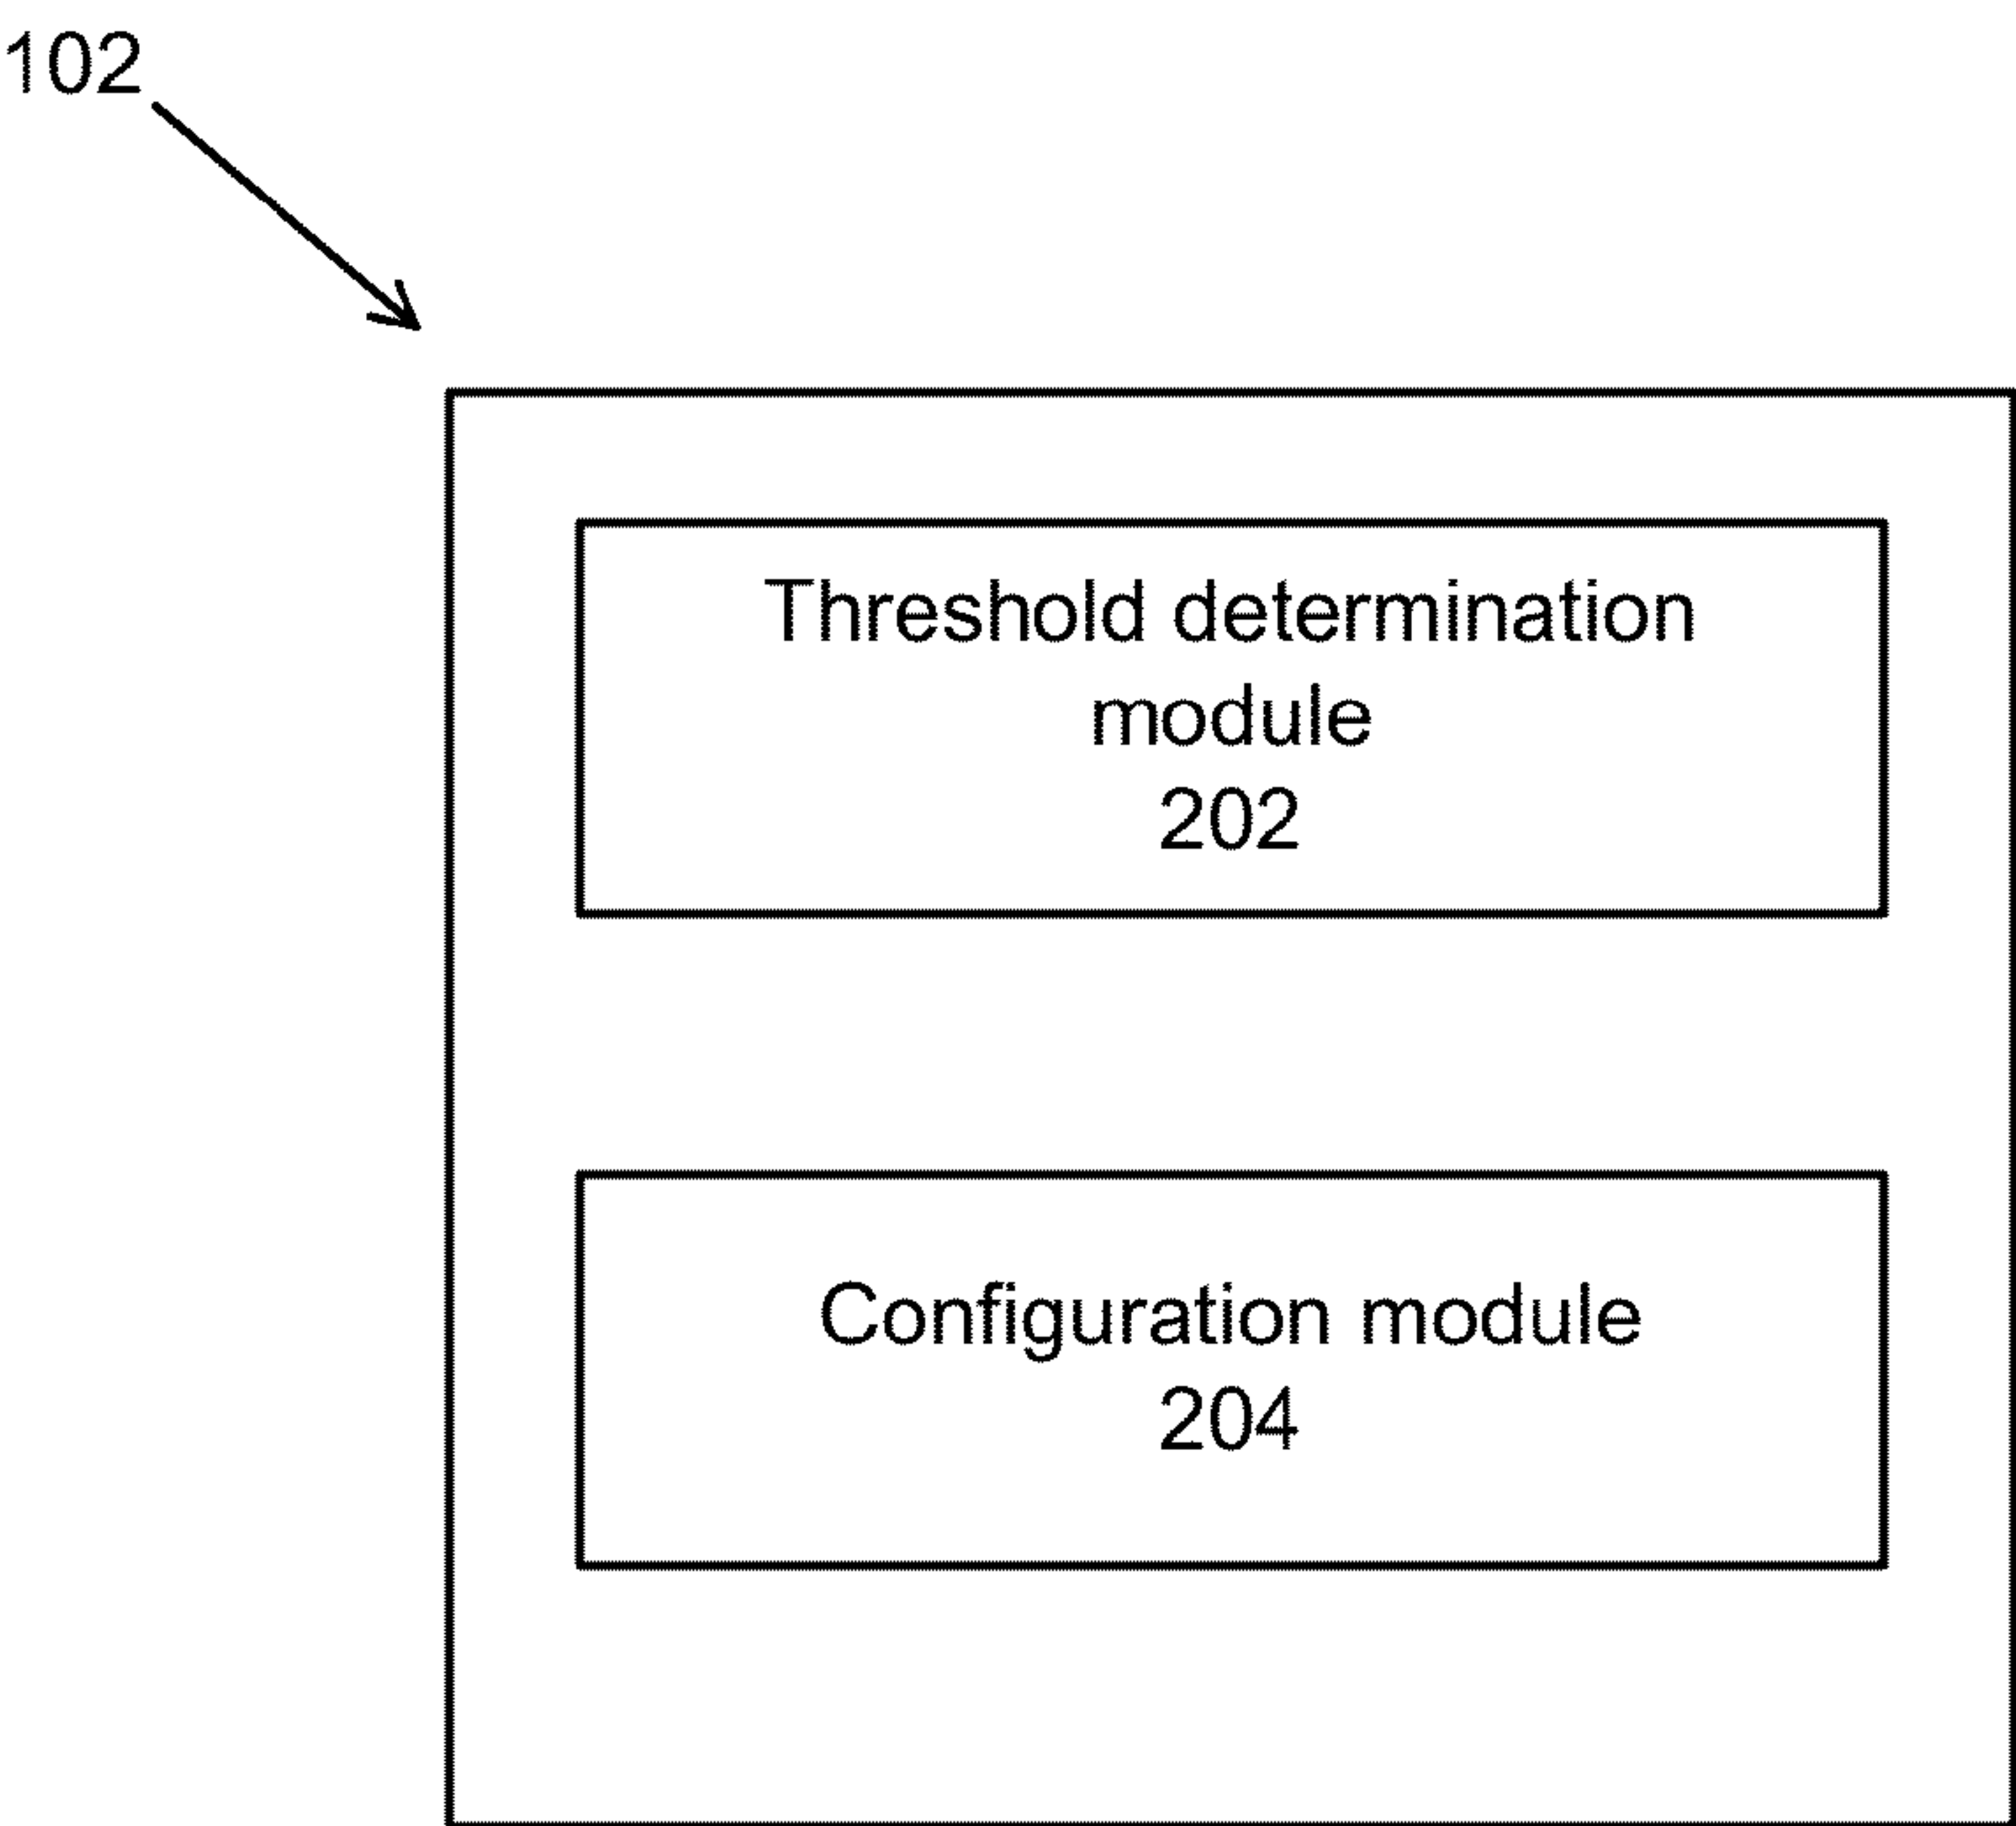 102
Threshold determination
module
202
Configuration module
204